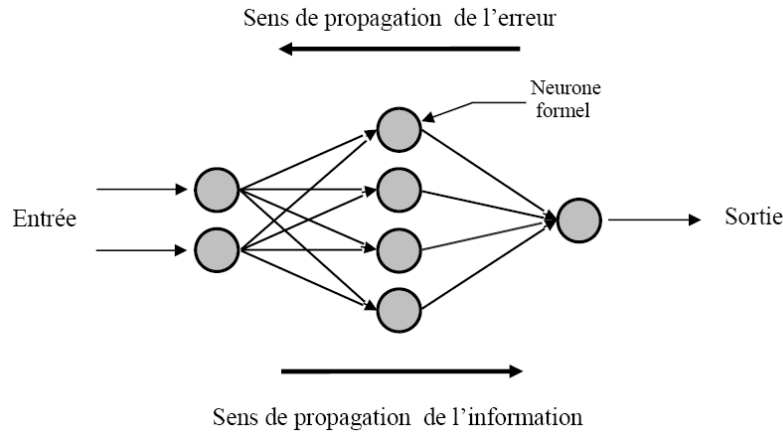 Sens de propagation de l'erreur
Neurone
formel
Entrée
Sortie
Sens de propagation de l'information